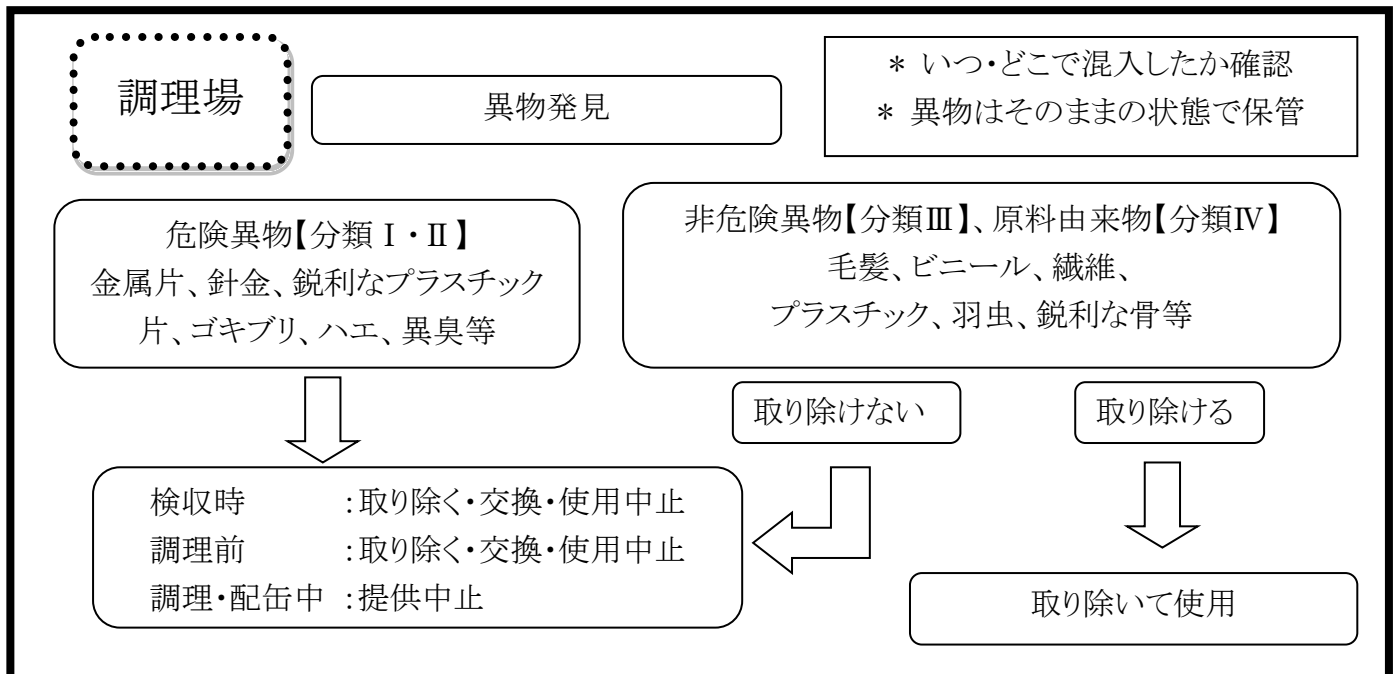 調理場
異物発見
* いつ・どこで混入したか確認
* 異物はそのままの状態で保管
危険異物【分類Ⅰ・Ⅱ】
金属片、針金、鋭利なプラスチック
片、ゴキブリ、ハエ、異臭等
非危険異物【分類Ⅲ】、原料由来物【分類Ⅳ】
毛髪、ビニール、繊維、
プラスチック、羽虫、鋭利な骨等
取り除けない
取り除ける
検収時 :取り除く・交換・使用中止
調理前 :取り除く・交換・使用中止
調理・配缶中 :提供中止
取り除いて使用